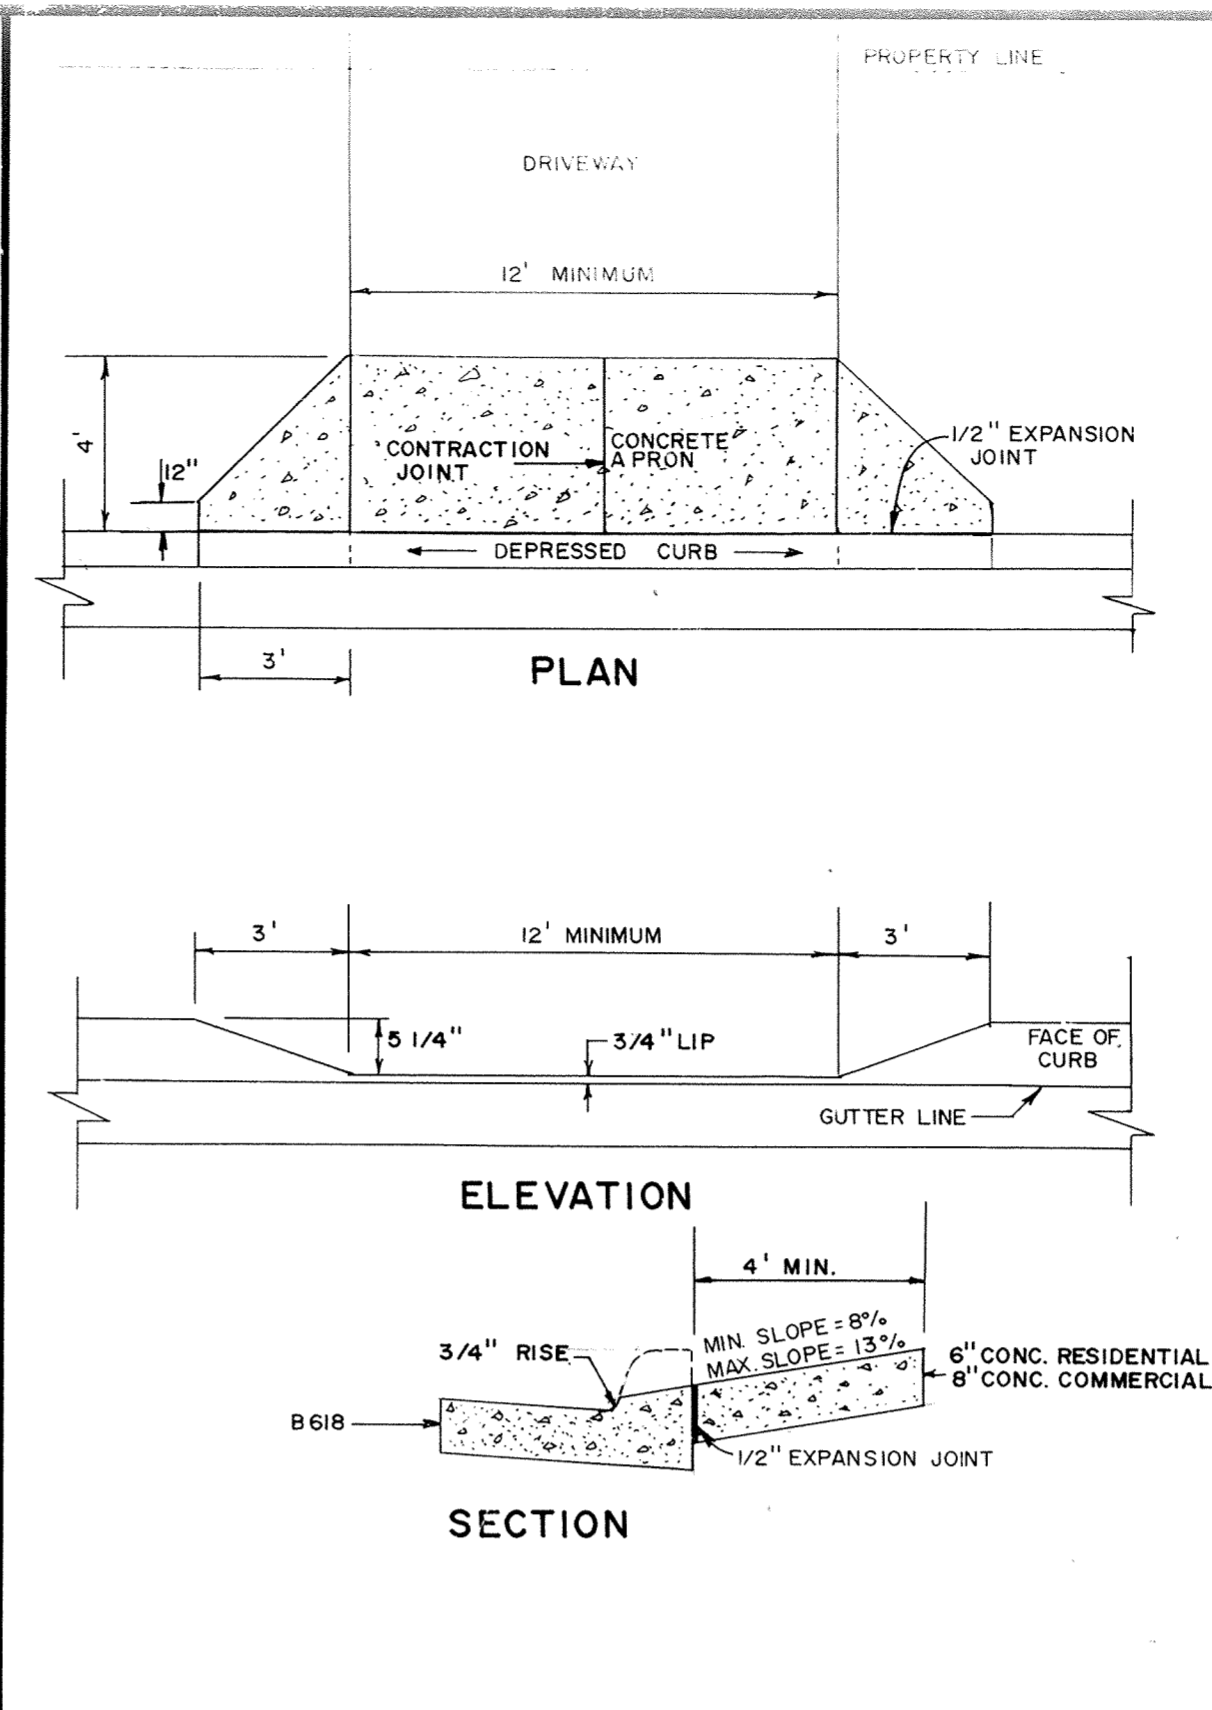 PROPERTY LINE
DRIVEWAY
12' MINIMUM
4'
12"
CONTRACTION
JOINT
CONCRETE
APRON
1/2" EXPANSION
JOINT
DEPRESSED CURB
3'
PLAN
3'
12' MINIMUM
3'
5 1/4"
3/4" LIP
FACE OF
CURB
GUTTER LINE
ELEVATION
4' MIN.
MIN. SLOPE = 8%
MAX. SLOPE = 13%
3/4" RISE
6" CONC. RESIDENTIAL
8" CONC. COMMERCIAL
B618
1/2" EXPANSION JOINT
SECTION